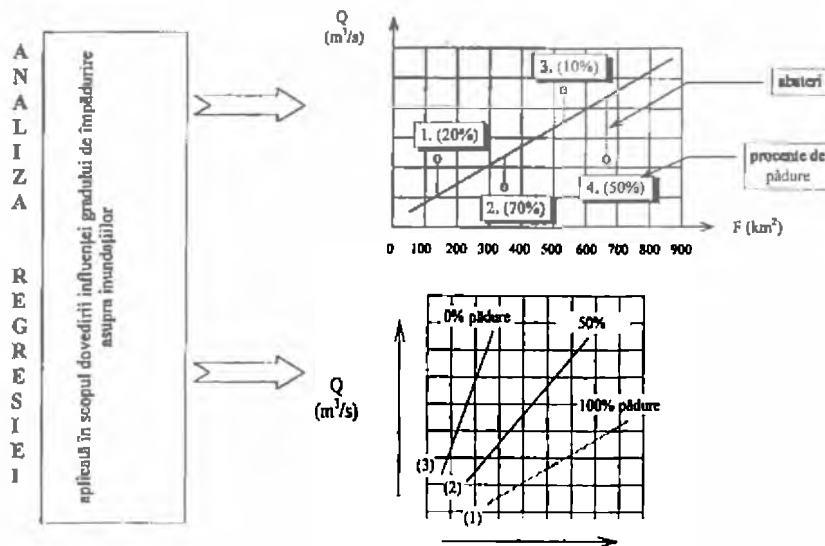 ANALIZA REGRESIEI
aplicată în scopul dovedirii influenței gradului de împădurire
asupra inundațiilor
Q
(m³/s)
3. (10%)
abateri
1. (20%)
procente de
pădure
2. (70%)
4. (50%)
F (km²)
0 100 200 300 400 500 600 700 800 900
0% pădure
50%
Q
(m³/s)
100% pădure
(3)
(2)
(1)